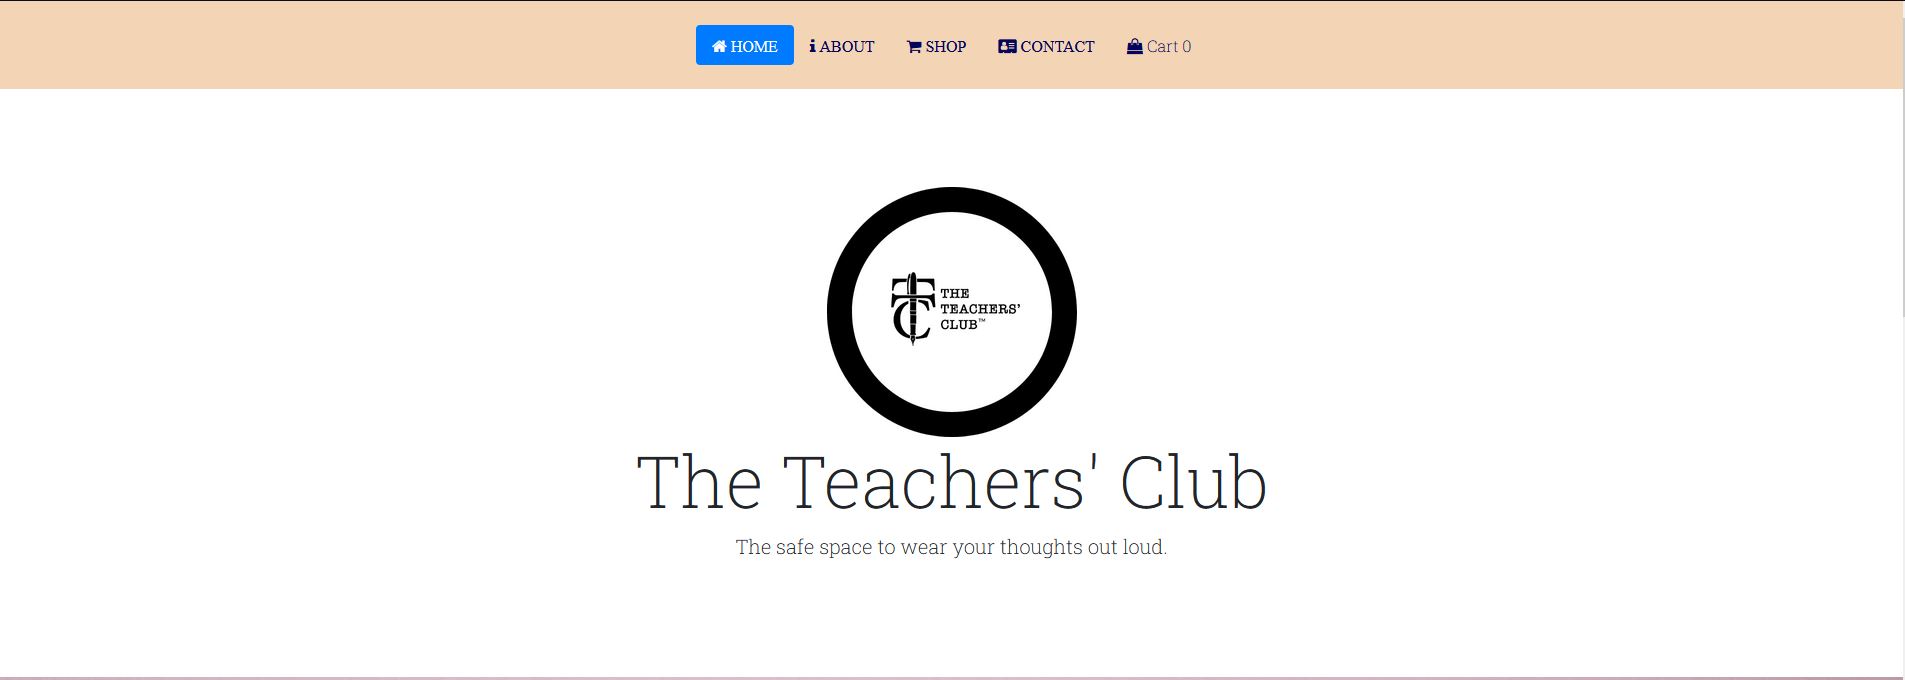 HOME ABOUT SHOP CONTACT Cart 0
THE
TEACHERS’
CLUB™
The Teachers' Club
The safe space to wear your thoughts out loud.